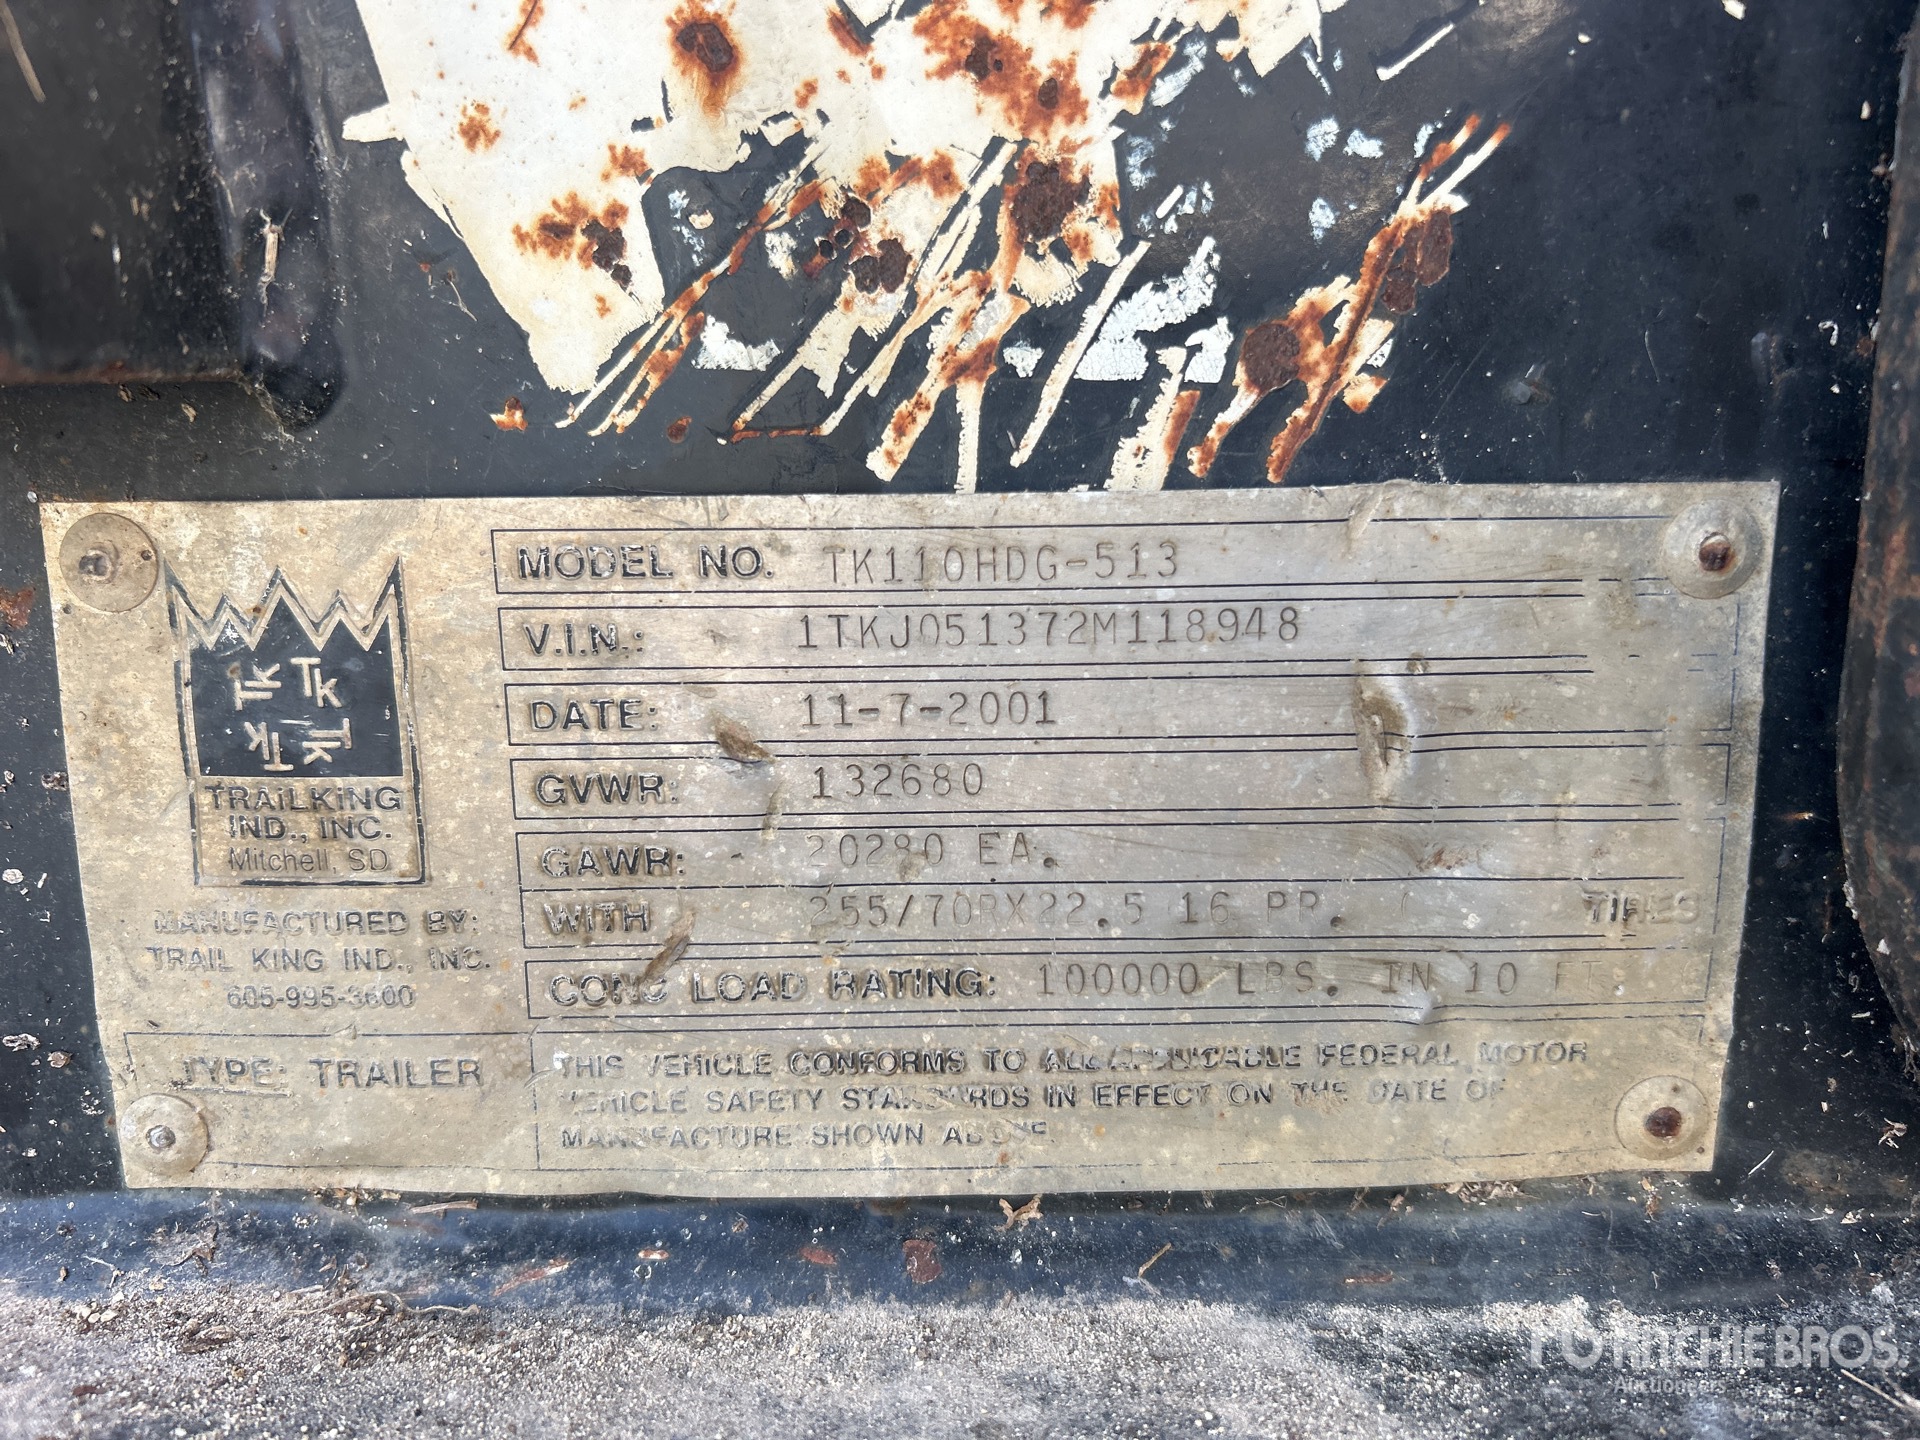 MODEL NO. TK110HDG-513
V.I.N.: 1TKJ051372M118948
DATE: 11-7-2001
GVWR: 132680
GAWR: 20280 EA.
WITH 255/70RX22.5 16 PR. ( TIRES
CONC LOAD RATING: 100000 LBS. IN 10 FT.
TK TK
TK TK
TRAILKING
IND., INC.
Mitchell, SD
MANUFACTURED BY:
TRAIL KING IND., INC.
605-995-3600
TYPE: TRAILER
THIS VEHICLE CONFORMS TO ALL APPLICABLE FEDERAL MOTOR
VEHICLE SAFETY STANDARDS IN EFFECT ON THE DATE OF
MANUFACTURE SHOWN ABOVE.
RITCHIE BROS.
Auctioneers